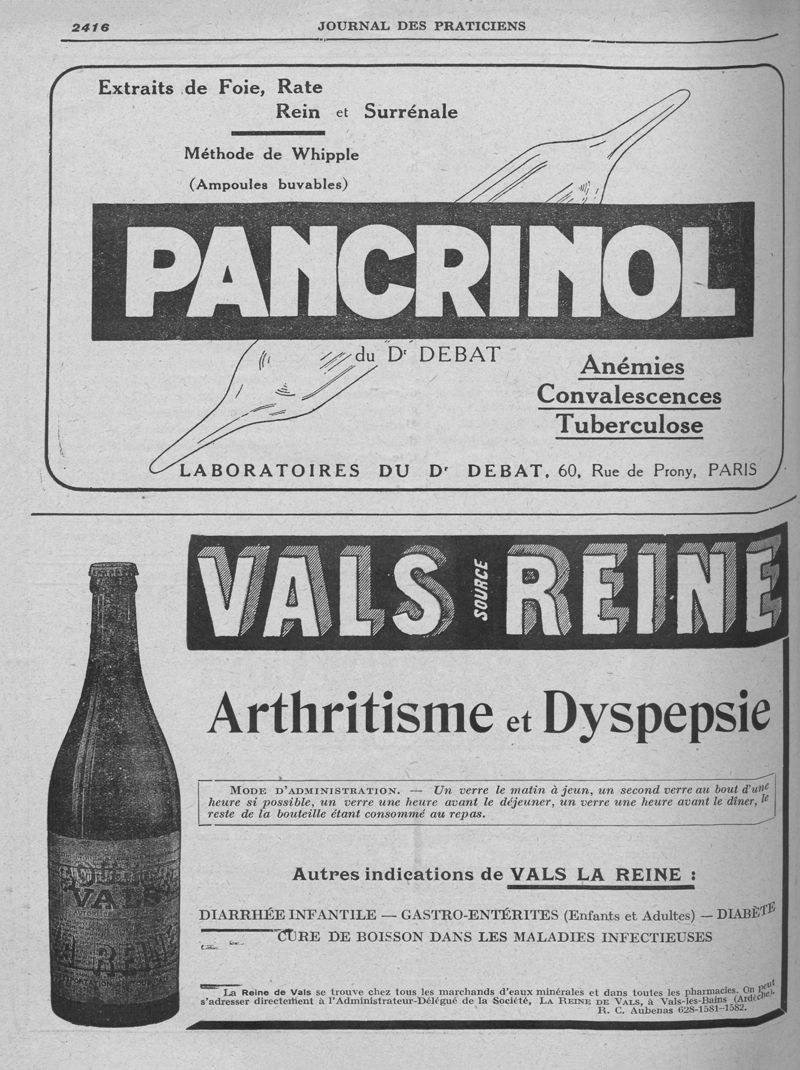 2416
JOURNAL DES PRATICIENS
Extraits de Foie, Rate
Rein et Surrénale
Méthode de Whipple
(Ampoules buvables)
PANCRINOL
du Dr DEBAT
Anémies
Convalescences
Tuberculose
LABORATOIRES DU Dr DEBAT, 60, Rue de Prony, PARIS
VALS SOURCE REINE
Arthritisme et Dyspepsie
MODE D'ADMINISTRATION. — Un verre le matin à jeun, un second verre au bout d'une
heure si possible, un verre une heure avant le déjeuner, un verre une heure avant le dîner, le
reste de la bouteille étant consommé au repas.
VALS
LA REINE
Autres indications de VALS LA REINE :
DIARRHÉE INFANTILE — GASTRO-ENTÉRITES (Enfants et Adultes) — DIABÈTE
CURE DE BOISSON DANS LES MALADIES INFECTIEUSES
La Reine de Vals se trouve chez tous les marchands d'eaux minérales et dans toutes les pharmacies. On peut
s'adresser directement à l'Administrateur-Délégué de la Société, LA REINE DE VALS, à Vals-les-Bains (Ardèche).
R. C. Aubenas 628-1581-1582.